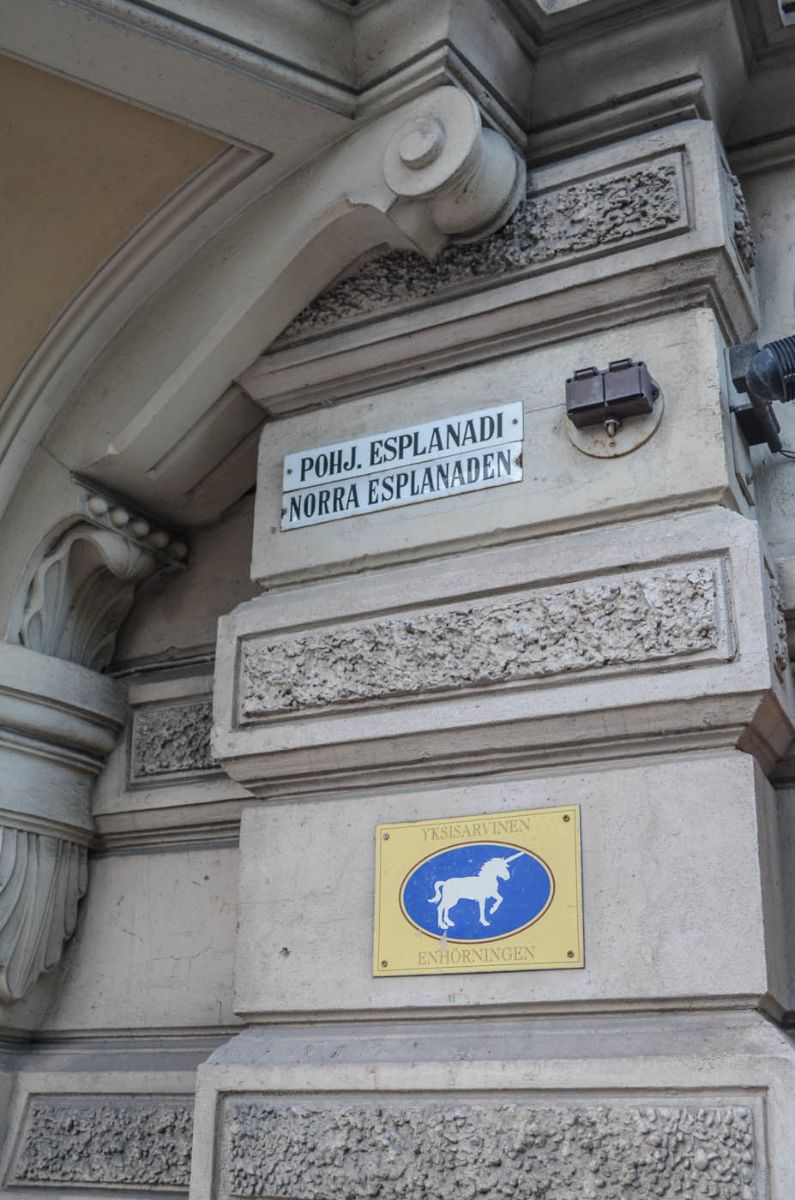 POHJ. ESPLANADI
NORRA ESPLANADEN
YKSISARVINEN
ENHÖRNINGEN